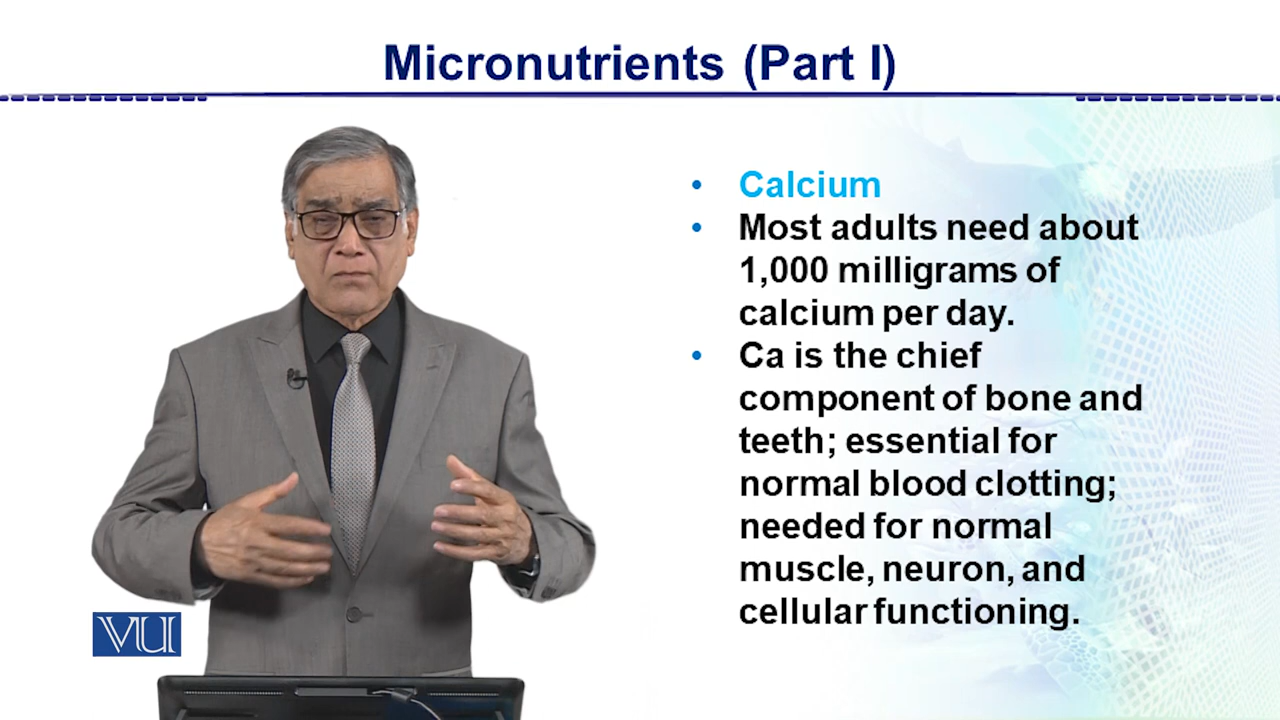 Micronutrients (Part I)
• Calcium
• Most adults need about
1,000 milligrams of
calcium per day.
• Ca is the chief
component of bone and
teeth; essential for
normal blood clotting;
needed for normal
muscle, neuron, and
cellular functioning.
VU